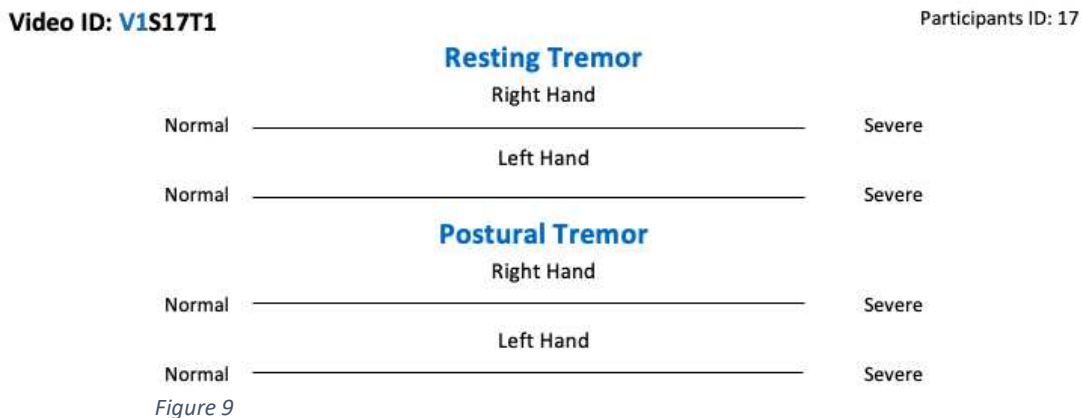 Video ID: V1S17T1 Participants ID: 17
Resting Tremor
Right Hand
Normal Severe
Left Hand
Normal Severe
Postural Tremor
Right Hand
Normal Severe
Left Hand
Normal Severe
Figure 9